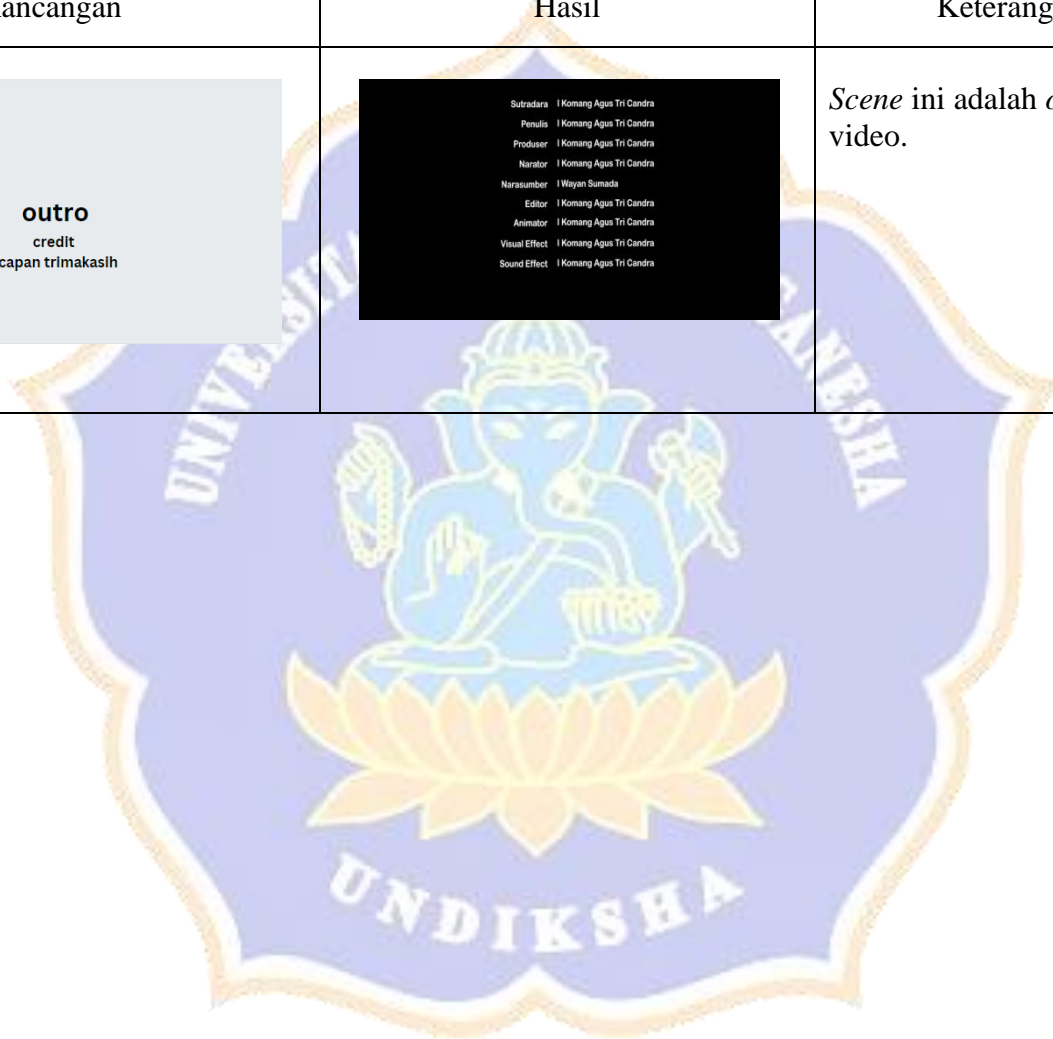 ancangan
Hasil
Keterang
outro
credit
capan trimakasih
Sutradara I Komang Agus Tri Candra
Penulis I Komang Agus Tri Candra
Produser I Komang Agus Tri Candra
Narator I Komang Agus Tri Candra
Narasumber I Wayan Sumada
Editor I Komang Agus Tri Candra
Animator I Komang Agus Tri Candra
Visual Effect I Komang Agus Tri Candra
Sound Effect I Komang Agus Tri Candra
Scene ini adalah o
video.
UNIVERSITA GANESHA
UNDIKSHA